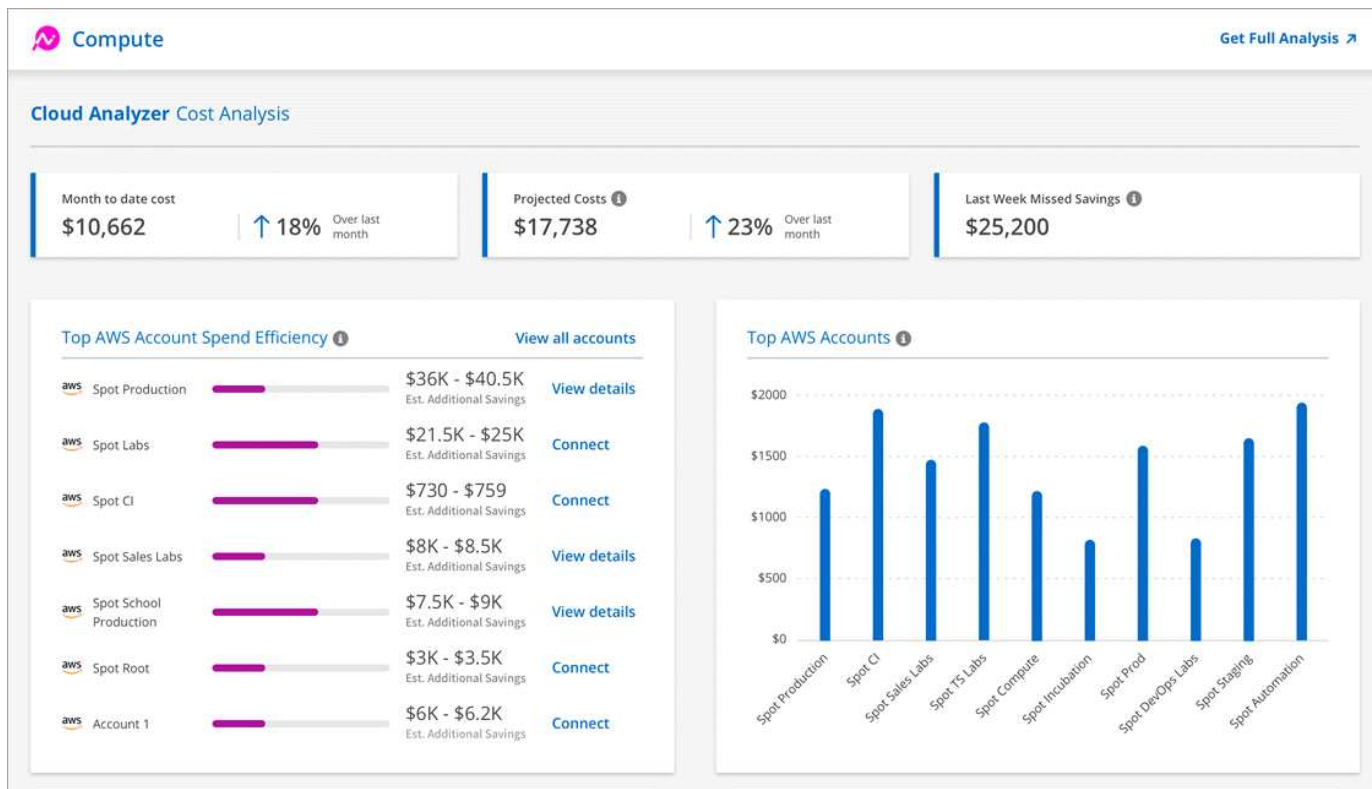 Compute
Get Full Analysis
Cloud Analyzer Cost Analysis
Month to date cost
$10,662
18%
Over last
month
Projected Costs
$17,738
23%
Over last
month
Last Week Missed Savings
$25,200
Top AWS Account Spend Efficiency
View all accounts
aws Spot Production
$36K - $40.5K
Est. Additional Savings
View details
aws Spot Labs
$21.5K - $25K
Est. Additional Savings
Connect
aws Spot CI
$730 - $759
Est. Additional Savings
Connect
aws Spot Sales Labs
$8K - $8.5K
Est. Additional Savings
View details
aws Spot School
Production
$7.5K - $9K
Est. Additional Savings
View details
aws Spot Root
$3K - $3.5K
Est. Additional Savings
Connect
aws Account 1
$6K - $6.2K
Est. Additional Savings
Connect
Top AWS Accounts
$2000
$1500
$1000
$500
$0
Spot Production
Spot CI
Spot Sales Labs
Spot TS Labs
Spot Compute
Spot Incubation
Spot Prod
Spot DevOps Labs
Spot Staging
Spot Automation